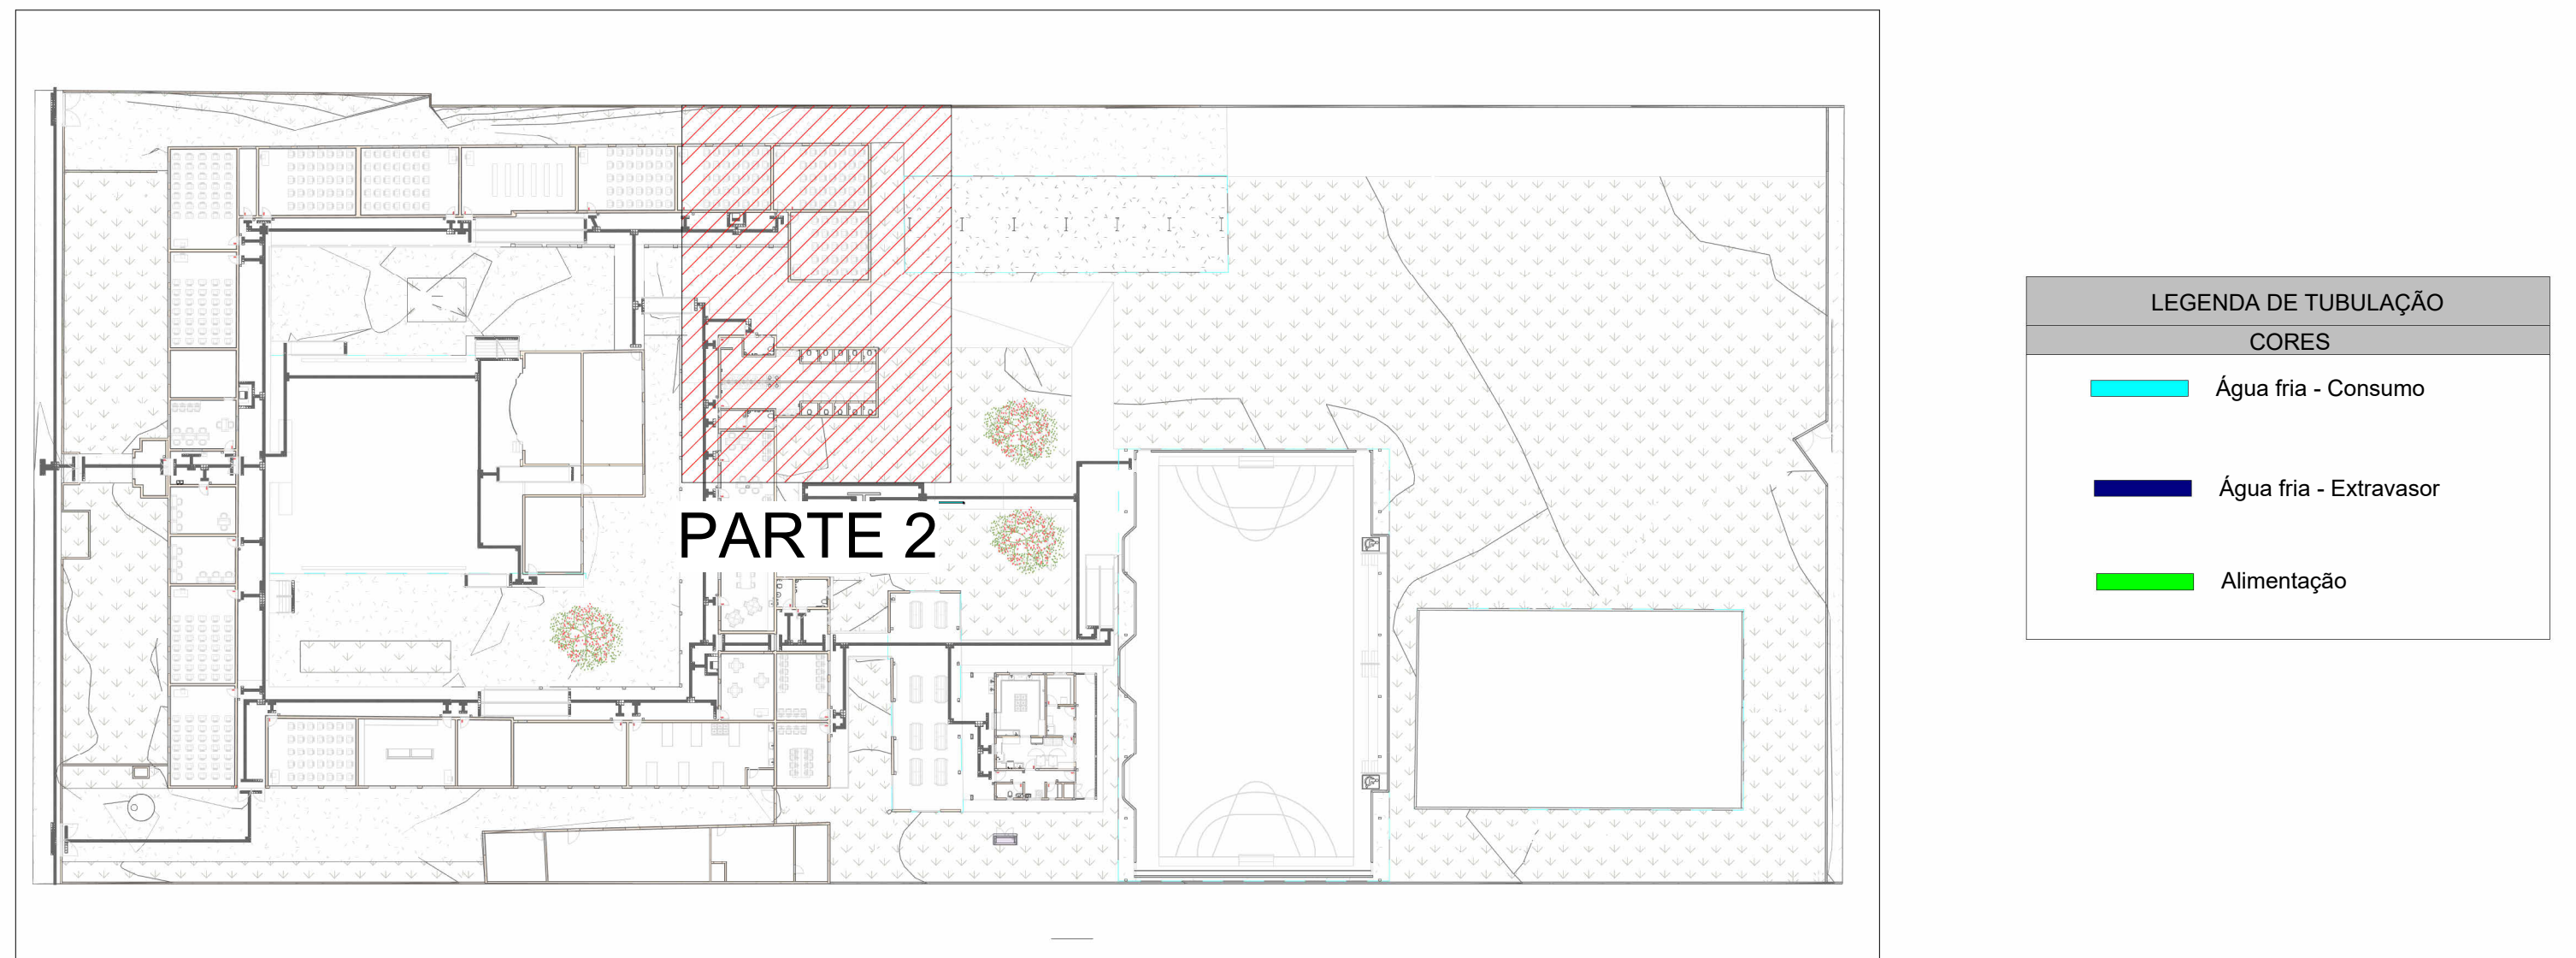 PARTE 2
LEGENDA DE TUBULAÇÃO
CORES
Água fria - Consumo
Água fria - Extravasor
Alimentação